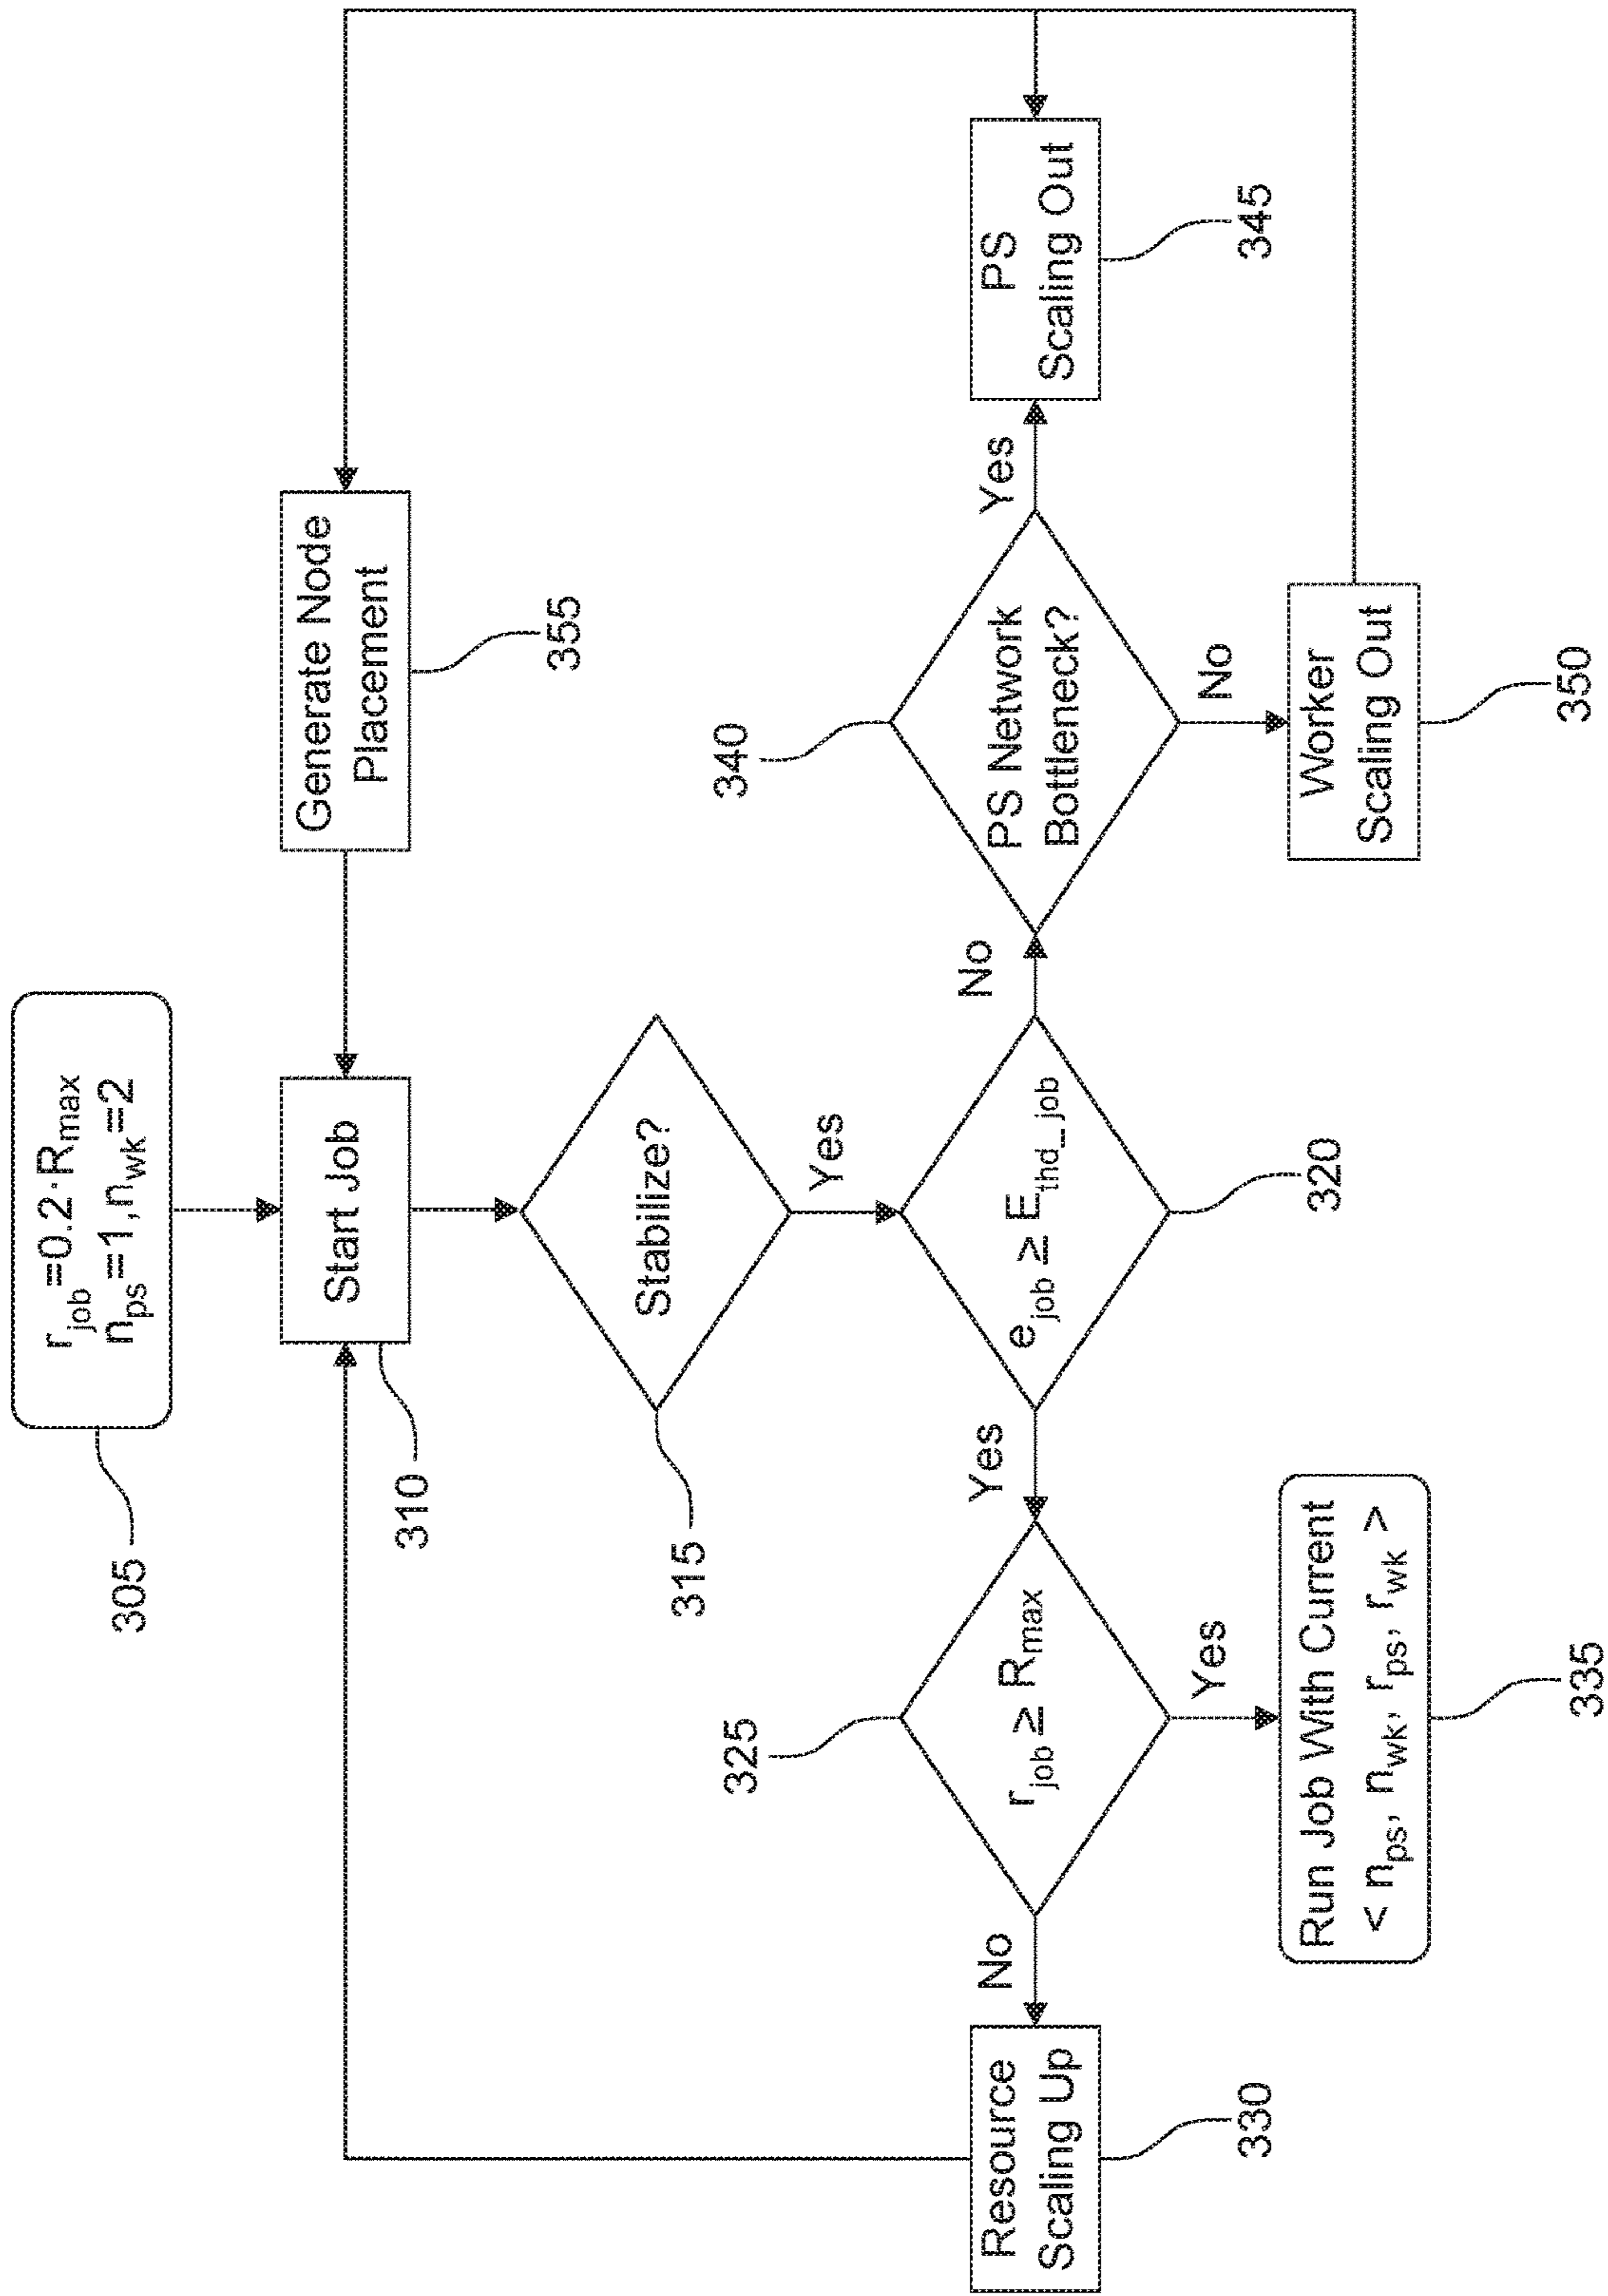 r_job=0.2·R_max
n_ps=1,n_wk=2
305
Start Job
310
Generate Node
Placement
355
Stabilize?
315
Yes
e_job ≥ E_thd_job
320
Yes
No
r_job ≥ R_max
325
No
Yes
Resource
Scaling Up
330
Run Job With Current
< n_ps, n_wk, r_ps, r_wk >
335
PS Network
Bottleneck?
340
Yes
No
PS
Scaling Out
345
Worker
Scaling Out
350